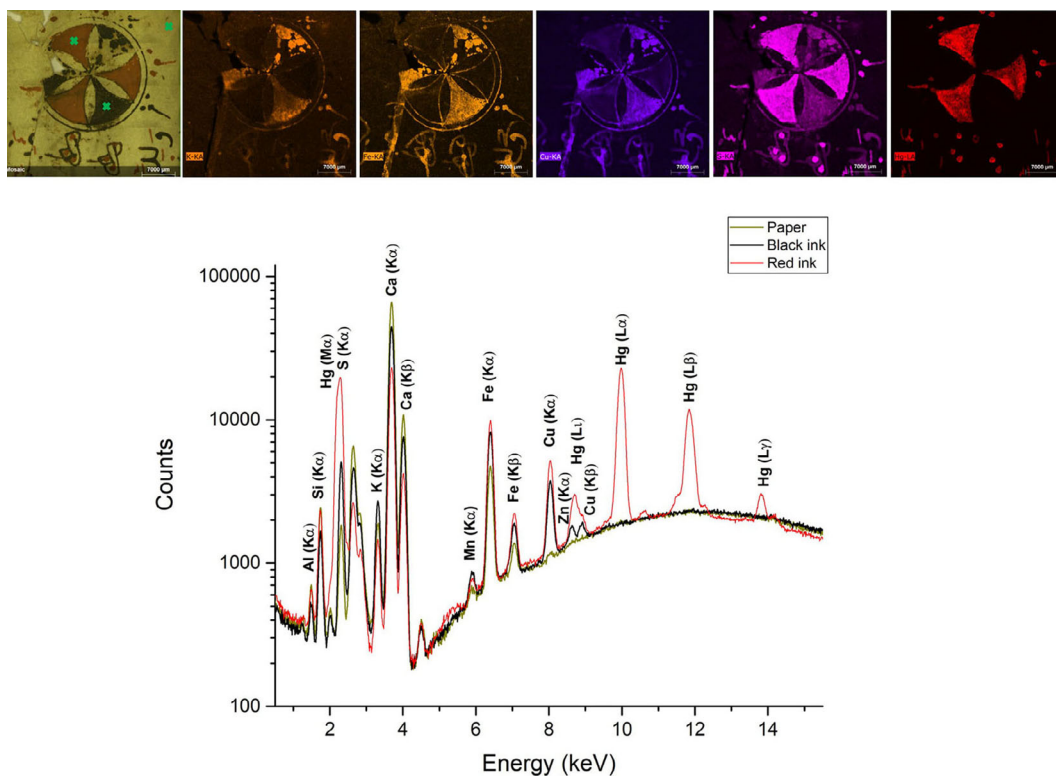 Mosaic 7000 µm
K-KA 7000 µm
Fe-KA 7000 µm
Cu-KA 7000 µm
S-KA 7000 µm
Hg-LA 7000 µm
Paper
Black ink
Red ink
100000
10000
1000
100
Counts
Al (Kα)
Si (Kα)
Hg (Mα)
S (Kα)
K (Kα)
Ca (Kα)
Ca (Kβ)
Mn (Kα)
Fe (Kα)
Fe (Kβ)
Cu (Kα)
Zn (Kα)
Hg (Lι)
Cu (Kβ)
Hg (Lα)
Hg (Lβ)
Hg (Lγ)
2 4 6 8 10 12 14
Energy (keV)